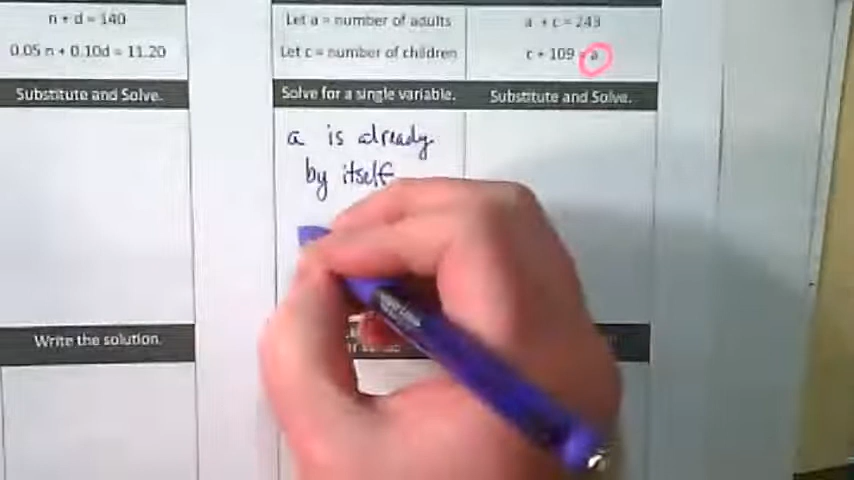 n + d = 140
0.05 n + 0.10d = 11.20
Substitute and Solve.
Write the solution.
Let a = number of adults
Let c = number of children
a + c = 243
c + 109 = a
Solve for a single variable.
Substitute and Solve.
a is already
by itself